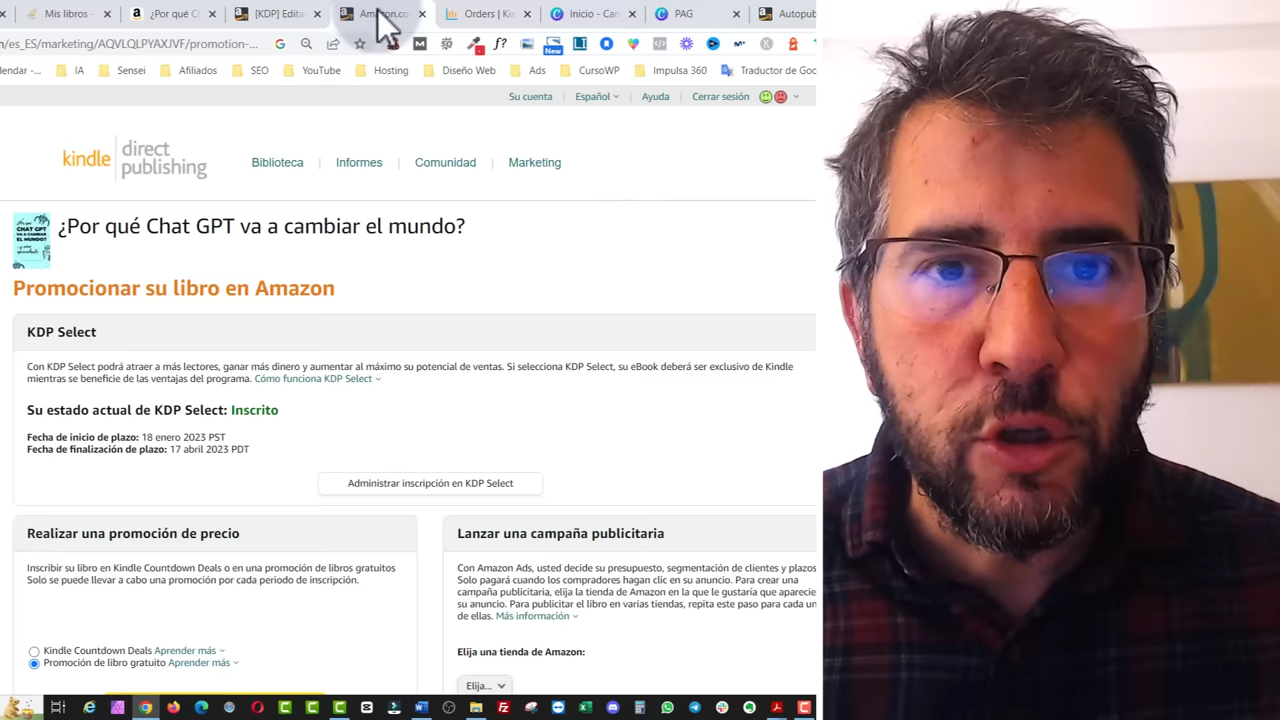 Mis libros
¿Por qué C
[KDP] Edita
Amazon.co
Orders | Ki
Inicio - Can
PAG
Autopub
/es_ES/marketing/AQVLQLPYAXJVF/promotion-...
New
lendar -...
IA
Sensei
Afiliados
SEO
YouTube
Hosting
Diseño Web
Ads
CursoWP
Impulsa 360
Traductor de Goo
Su cuenta
Español
Ayuda
Cerrar sesión
kindle direct publishing
Biblioteca
Informes
Comunidad
Marketing
CHAT GPT
VA A CAMBIAR
EL MUNDO?
¿Por qué Chat GPT va a cambiar el mundo?
Promocionar su libro en Amazon
KDP Select
Con KDP Select podrá atraer a más lectores, ganar más dinero y aumentar al máximo su potencial de ventas. Si selecciona KDP Select, su eBook deberá ser exclusivo de Kindle
mientras se beneficie de las ventajas del programa. Cómo funciona KDP Select
Su estado actual de KDP Select: Inscrito
Fecha de inicio de plazo: 18 enero 2023 PST
Fecha de finalización de plazo: 17 abril 2023 PDT
Administrar inscripción en KDP Select
Realizar una promoción de precio
Inscribir su libro en Kindle Countdown Deals o en una promoción de libros gratuitos
Solo se puede llevar a cabo una promoción por cada periodo de inscripción.
Kindle Countdown Deals Aprender más
Promoción de libro gratuito Aprender más
Lanzar una campaña publicitaria
Con Amazon Ads, usted decide su presupuesto, segmentación de clientes y plazos
Solo pagará cuando los compradores hagan clic en su anuncio. Para crear una
campaña publicitaria, elija la tienda de Amazon en la que le gustaría que aparecie
su anuncio. Para publicitar el libro en varias tiendas, repita este paso para cada un
de ellas. Más información
Elija una tienda de Amazon:
Elija...